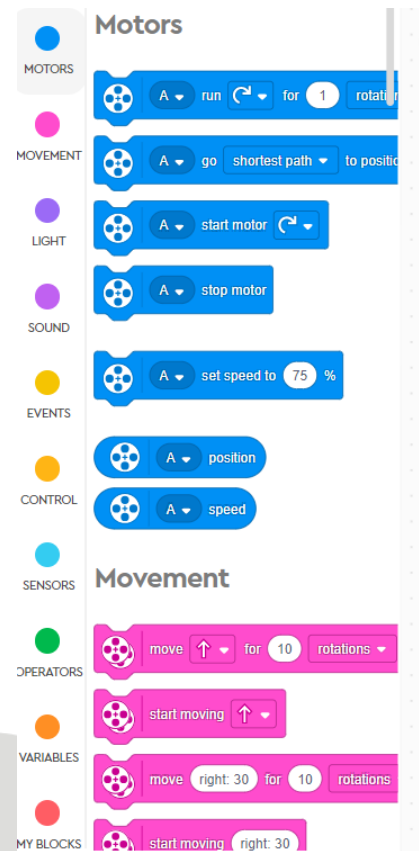 Motors
MOTORS
A run for 1
A go shortest path to
MOVEMENT
A start motor
LIGHT
A stop motor
SOUND
A set speed to 75 %
EVENTS
A position
CONTROL
A speed
SENSORS
Movement
move for 10 rotations
OPERATORS
start moving
VARIABLES
move right: 30 for 10 rotations
MY BLOCKS
start moving right: 30